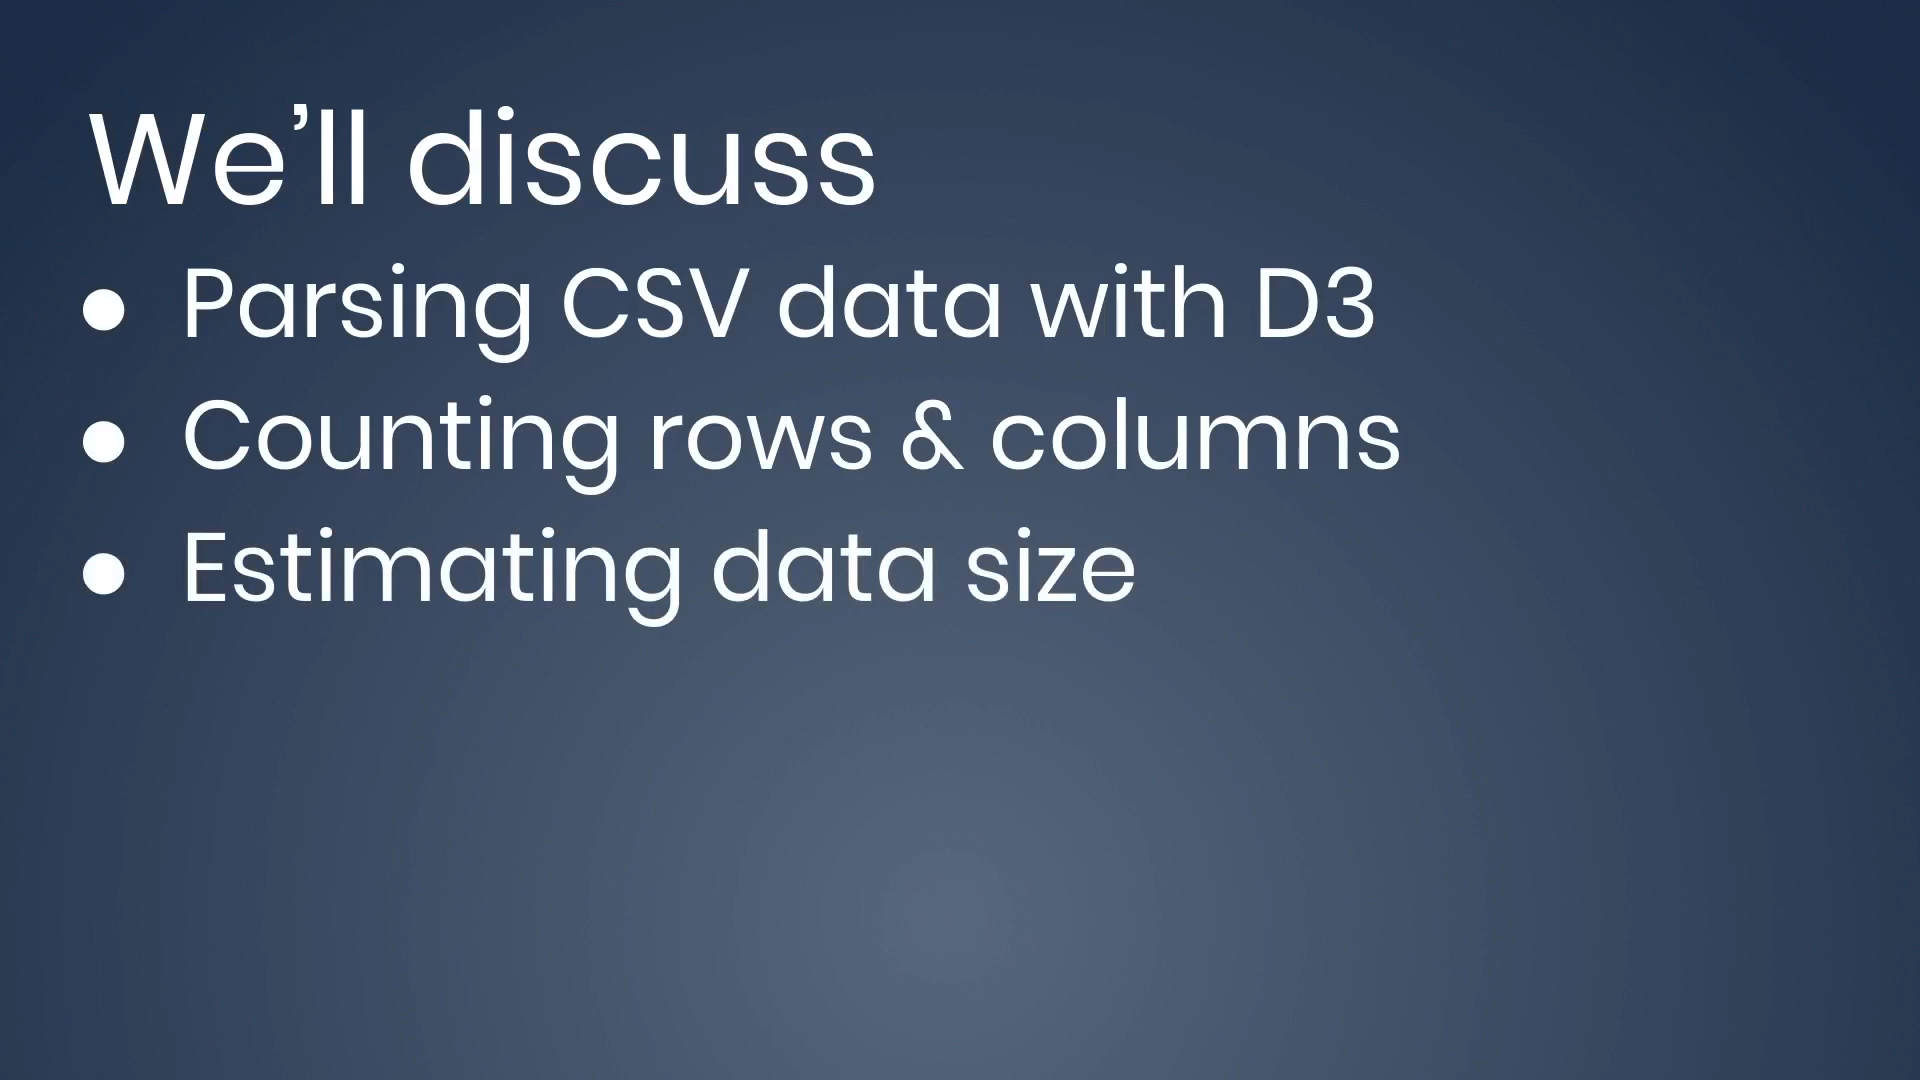 We’ll discuss
● Parsing CSV data with D3
● Counting rows & columns
● Estimating data size